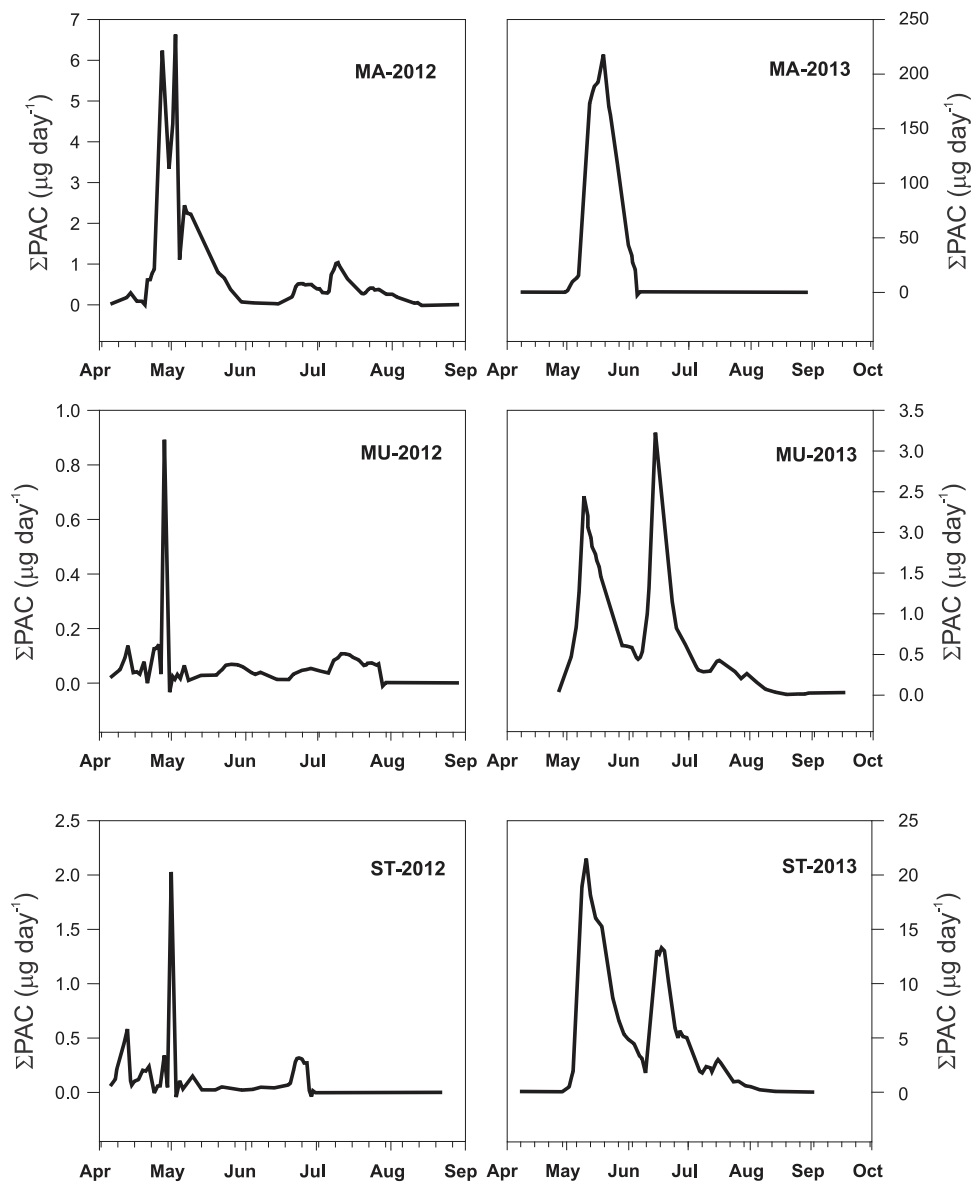 ΣPAC (µg day⁻¹)
7
6
5
4
3
2
1
0
MA-2012
Apr May Jun Jul Aug Sep
MA-2013
250
200
150
100
50
0
ΣPAC (µg day⁻¹)
Apr May Jun Jul Aug Sep Oct
ΣPAC (µg day⁻¹)
1.0
0.8
0.6
0.4
0.2
0.0
MU-2012
Apr May Jun Jul Aug Sep
MU-2013
3.5
3.0
2.5
3.0
1.5
1.0
0.5
0.0
ΣPAC (µg day⁻¹)
Apr May Jun Jul Aug Sep Oct
ΣPAC (µg day⁻¹)
2.5
2.0
1.5
1.0
0.5
0.0
ST-2012
Apr May Jun Jul Aug Sep
ST-2013
25
20
15
10
5
0
ΣPAC (µg day⁻¹)
Apr May Jun Jul Aug Sep Oct